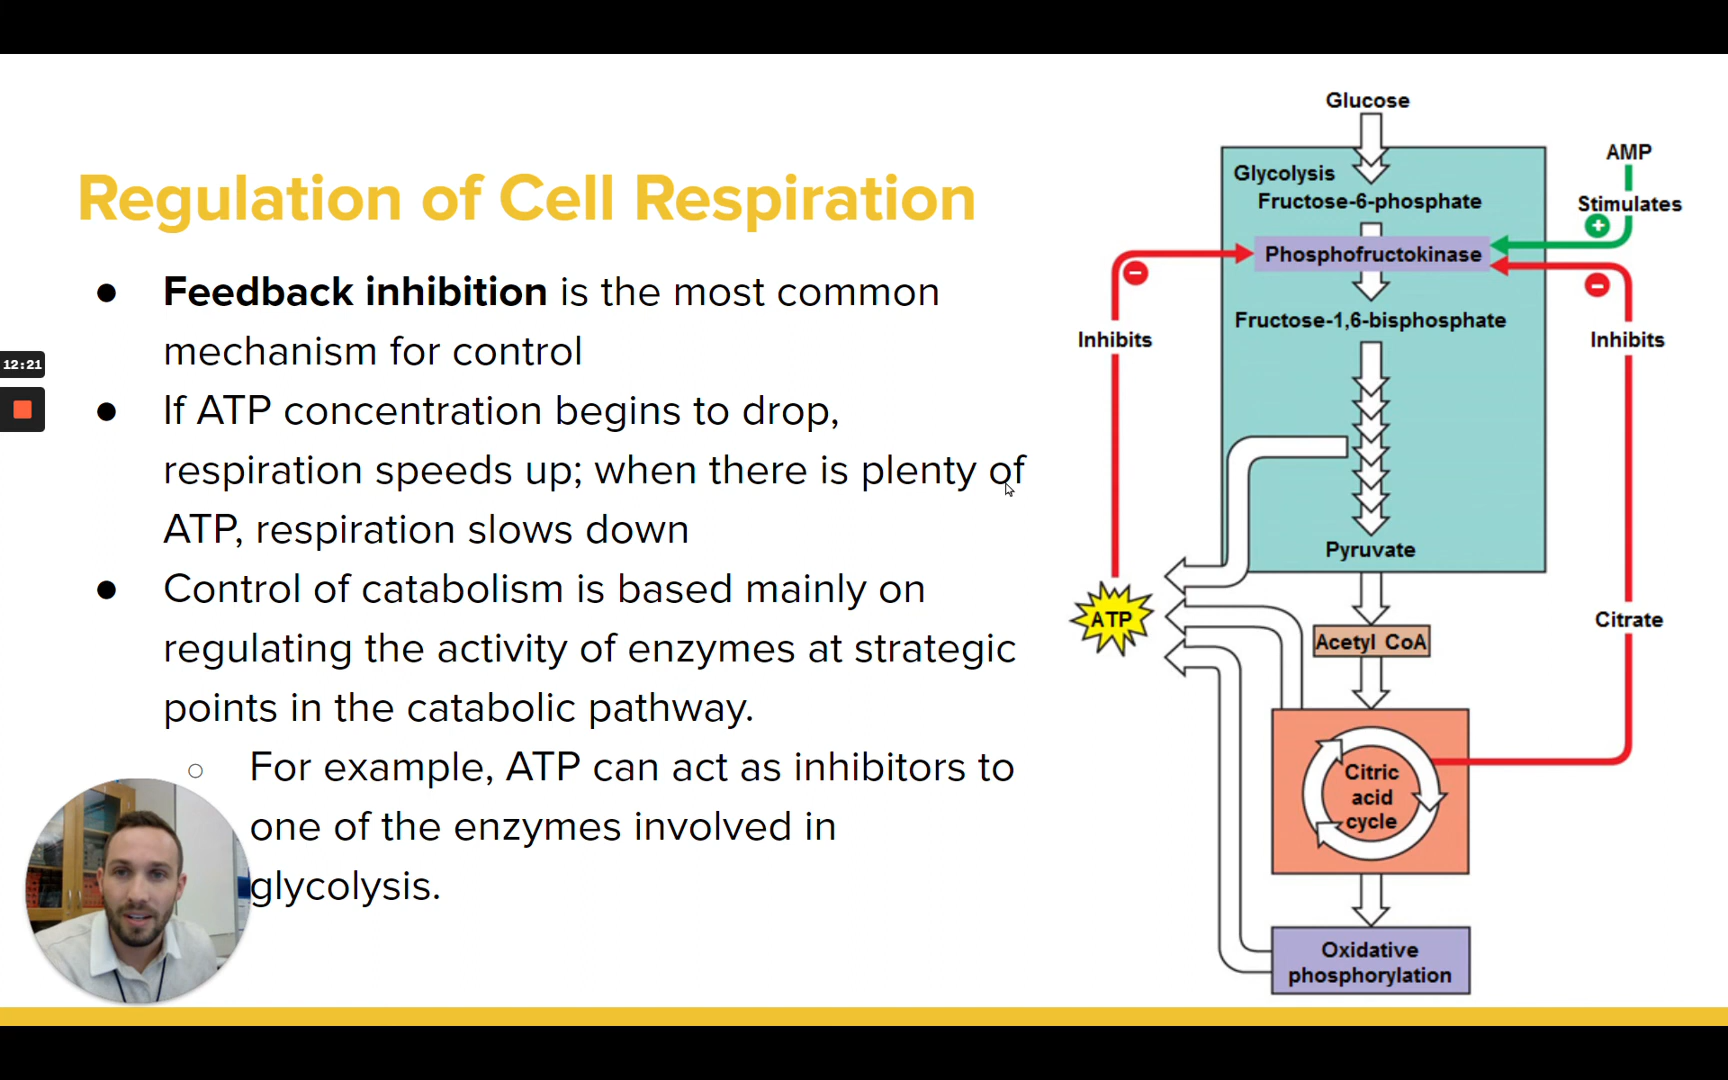 Regulation of Cell Respiration
● Feedback inhibition is the most common
mechanism for control
● If ATP concentration begins to drop,
respiration speeds up; when there is plenty of
ATP, respiration slows down
● Control of catabolism is based mainly on
regulating the activity of enzymes at strategic
points in the catabolic pathway.
○ For example, ATP can act as inhibitors to
one of the enzymes involved in
glycolysis.
12:21
Glucose
Glycolysis
Fructose-6-phosphate
AMP
Stimulates
+
Phosphofructokinase
−
−
Fructose-1,6-bisphosphate
Inhibits
Inhibits
Pyruvate
ATP
Acetyl CoA
Citrate
Citric
acid
cycle
Oxidative
phosphorylation